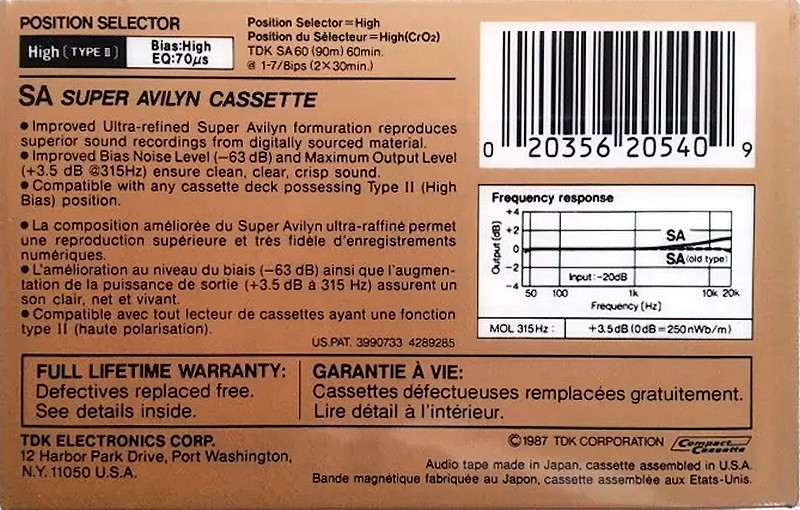 POSITION SELECTOR
High (TYPE II) Bias:High
EQ:70µs
Position Selector=High
Position du Sélecteur=High(CrO2)
TDK SA60 (90m) 60min.
@ 1-7/8ips (2×30min.)
SA SUPER AVILYN CASSETTE
● Improved Ultra-refined Super Avilyn formuration reproduces
superior sound recordings from digitally sourced material.
● Improved Bias Noise Level (−63 dB) and Maximum Output Level
(+3.5 dB @315Hz) ensure clean, clear, crisp sound.
● Compatible with any cassette deck possessing Type II (High
Bias) position.
● La composition améliorée du Super Avilyn ultra-raffiné permet
une reproduction supérieure et très fidèle d'enregistrements
numériques.
● L'amélioration au niveau du biais (−63 dB) ainsi que l'augmen-
tation de la puissance de sortie (+3.5 dB à 315 Hz) assurent un
son clair, net et vivant.
● Compatible avec tout lecteur de cassettes ayant une fonction
type II (haute polarisation).
US.PAT. 3990733 4289285
0 20356 20540 9
Frequency response
Output (dB)
+4
+2
0
−2
−4
SA
SA (old type)
Input: −20dB
50 100 1k 10k 20k
Frequency (Hz)
MOL 315Hz: +3.5dB (0dB=250nWb/m)
FULL LIFETIME WARRANTY:
Defectives replaced free.
See details inside.
GARANTIE À VIE:
Cassettes défectueuses remplacées gratuitement.
Lire détail à l'intérieur.
TDK ELECTRONICS CORP.
12 Harbor Park Drive, Port Washington,
N.Y. 11050 U.S.A.
©1987 TDK CORPORATION Compact Cassette
Audio tape made in Japan, cassette assembled in U.S.A.
Bande magnétique fabriquée au Japon, cassette assemblée aux Etats-Unis.